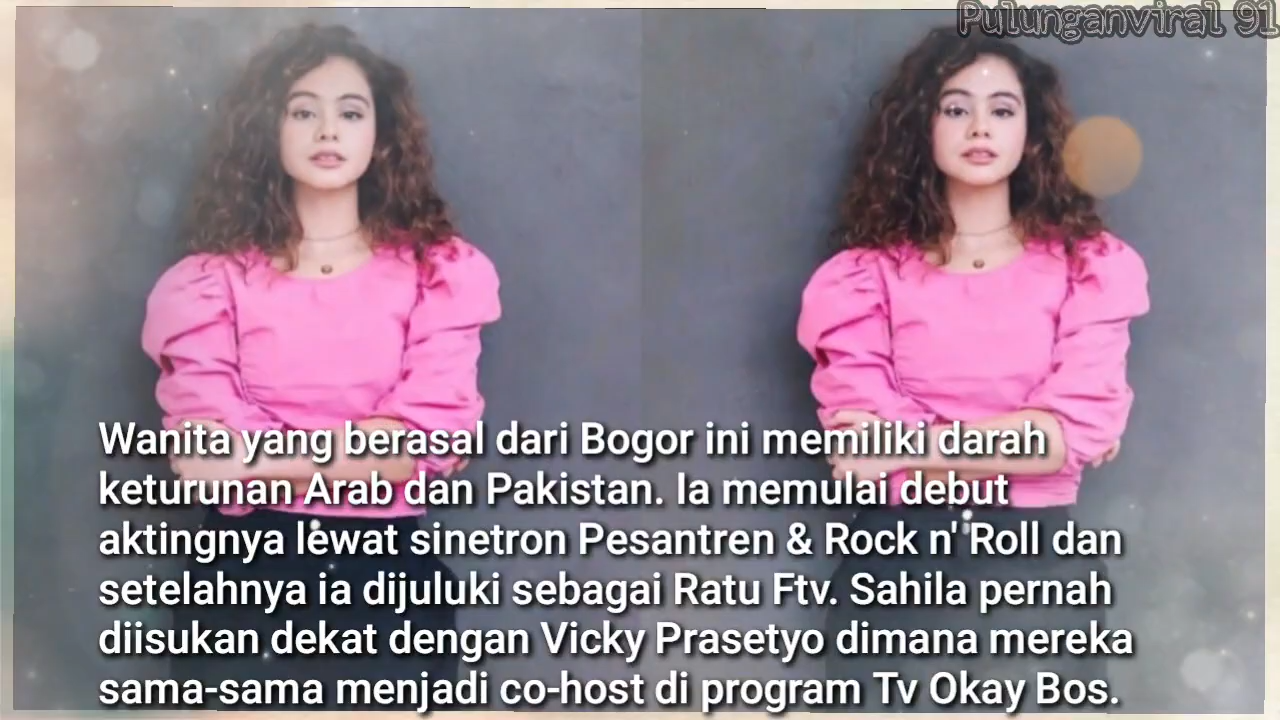 Pulunganviral 91
Wanita yang berasal dari Bogor ini memiliki darah
keturunan Arab dan Pakistan. Ia memulai debut
aktingnya lewat sinetron Pesantren & Rock n' Roll dan
setelahnya ia dijuluki sebagai Ratu Ftv. Sahila pernah
diisukan dekat dengan Vicky Prasetyo dimana mereka
sama-sama menjadi co-host di program Tv Okay Bos.